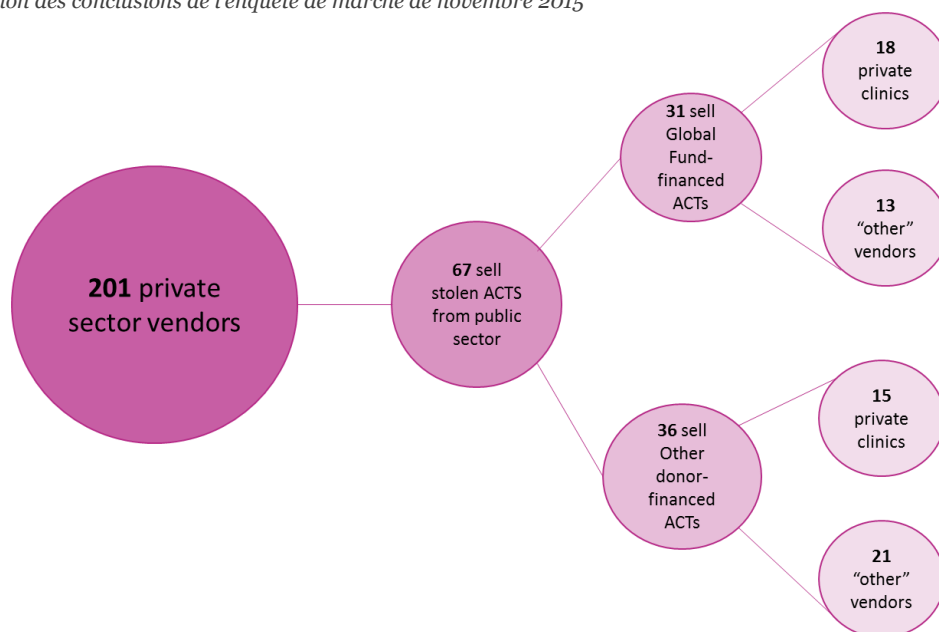 ion des conclusions de l'enquête de marché de novembre 2015
201 private
sector vendors
67 sell
stolen ACTS
from public
sector
31 sell
Global
Fund-
financed
ACTs
18
private
clinics
13
“other”
vendors
36 sell
Other
donor-
financed
ACTs
15
private
clinics
21
“other”
vendors